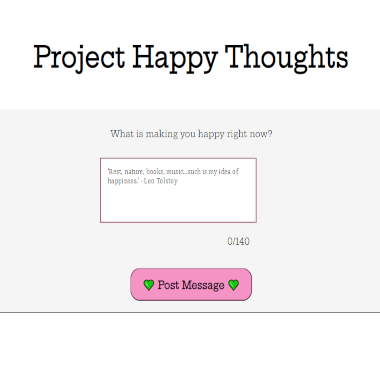 Project Happy Thoughts
What is making you happy right now?
'Rest, nature, books, music...such is my idea of
happiness.' - Leo Tolstoy
0/140
💚 Post Message 💚